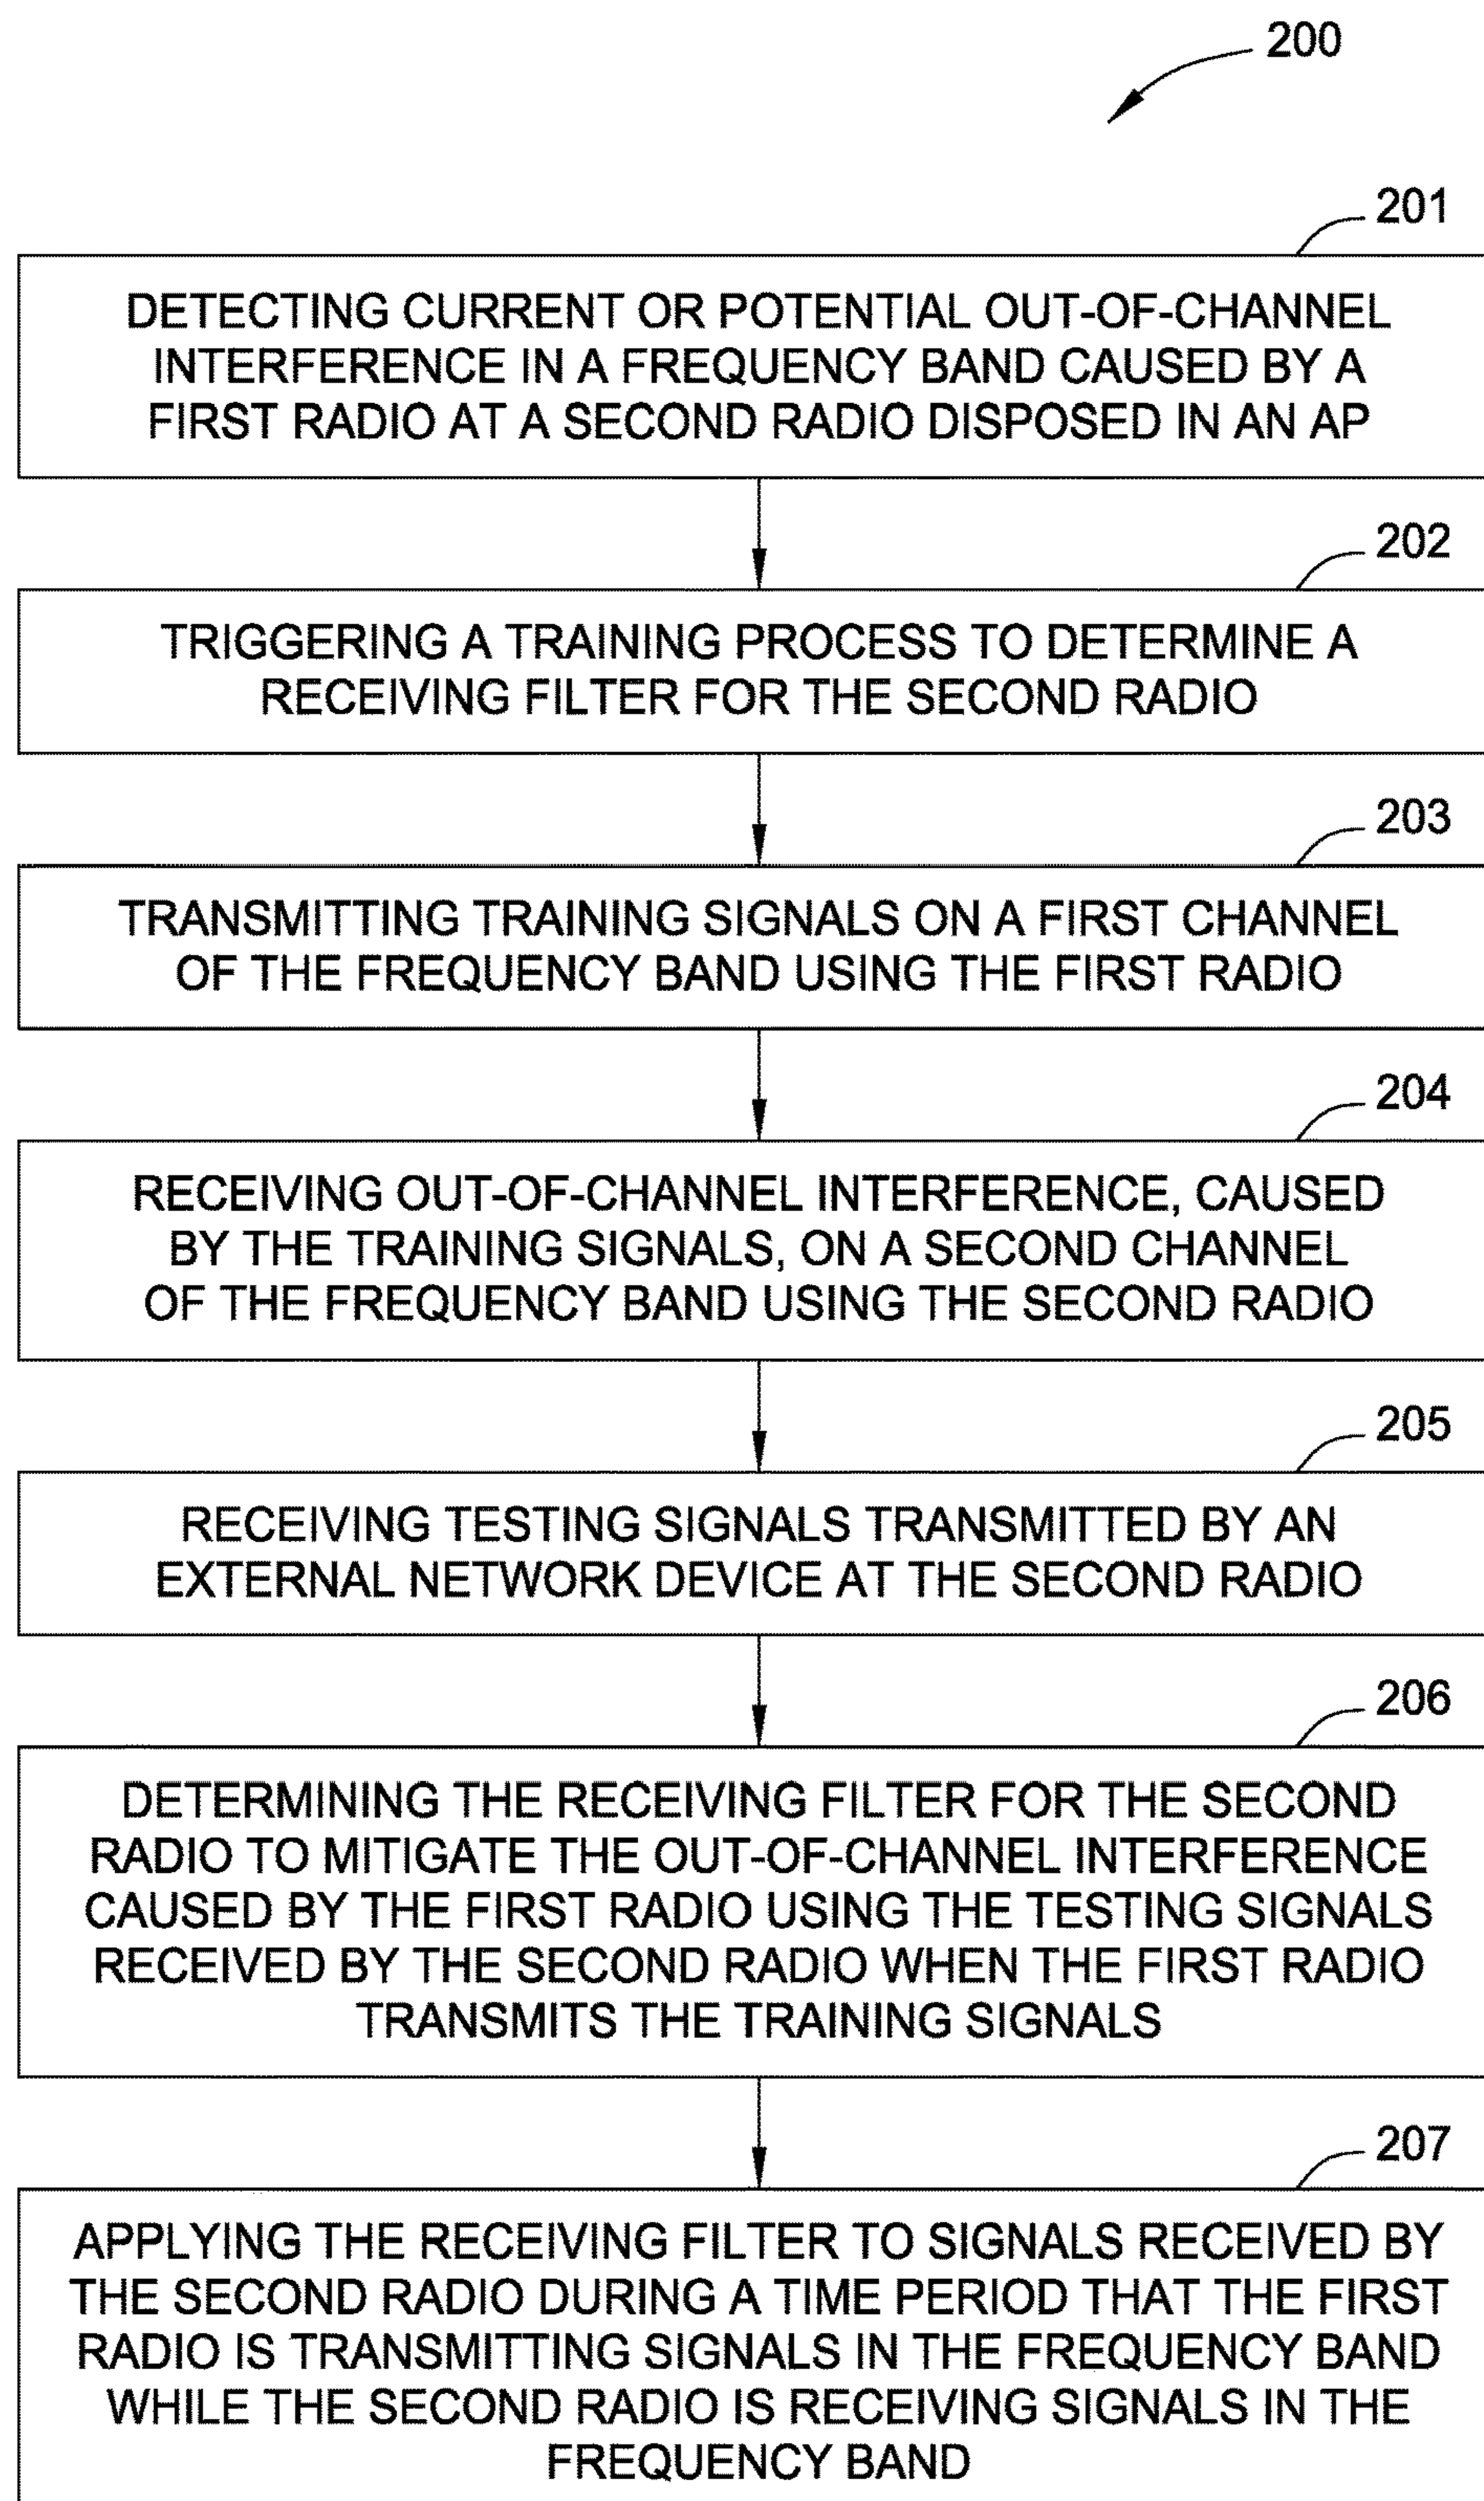 200
201
DETECTING CURRENT OR POTENTIAL OUT-OF-CHANNEL
INTERFERENCE IN A FREQUENCY BAND CAUSED BY A
FIRST RADIO AT A SECOND RADIO DISPOSED IN AN AP
202
TRIGGERING A TRAINING PROCESS TO DETERMINE A
RECEIVING FILTER FOR THE SECOND RADIO
203
TRANSMITTING TRAINING SIGNALS ON A FIRST CHANNEL
OF THE FREQUENCY BAND USING THE FIRST RADIO
204
RECEIVING OUT-OF-CHANNEL INTERFERENCE, CAUSED
BY THE TRAINING SIGNALS, ON A SECOND CHANNEL
OF THE FREQUENCY BAND USING THE SECOND RADIO
205
RECEIVING TESTING SIGNALS TRANSMITTED BY AN
EXTERNAL NETWORK DEVICE AT THE SECOND RADIO
206
DETERMINING THE RECEIVING FILTER FOR THE SECOND
RADIO TO MITIGATE THE OUT-OF-CHANNEL INTERFERENCE
CAUSED BY THE FIRST RADIO USING THE TESTING SIGNALS
RECEIVED BY THE SECOND RADIO WHEN THE FIRST RADIO
TRANSMITS THE TRAINING SIGNALS
207
APPLYING THE RECEIVING FILTER TO SIGNALS RECEIVED BY
THE SECOND RADIO DURING A TIME PERIOD THAT THE FIRST
RADIO IS TRANSMITTING SIGNALS IN THE FREQUENCY BAND
WHILE THE SECOND RADIO IS RECEIVING SIGNALS IN THE
FREQUENCY BAND